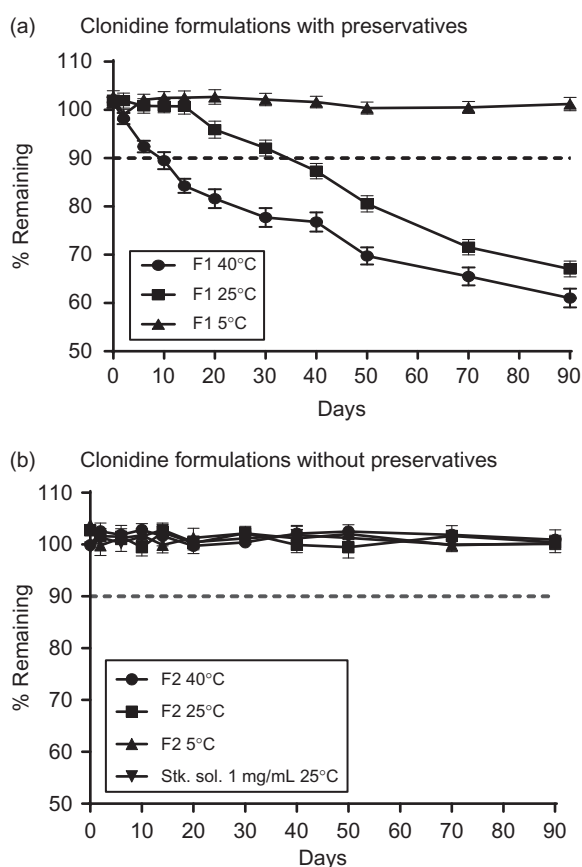 (a) Clonidine formulations with preservatives
110
100
90
80
70
60
50
% Remaining
F1 40°C
F1 25°C
F1 5°C
0 10 20 30 40 50 60 70 80 90
Days
(b) Clonidine formulations without preservatives
110
100
90
80
70
60
50
% Remaining
F2 40°C
F2 25°C
F2 5°C
Stk. sol. 1 mg/mL 25°C
0 10 20 30 40 50 60 70 80 90
Days